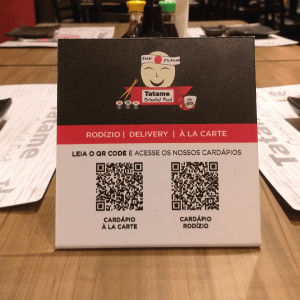 Tatame
Oriental Food
RODÍZIO | DELIVERY | À LA CARTE
LEIA O QR CODE E ACESSE OS NOSSOS CARDÁPIOS
CARDÁPIO
À LA CARTE
CARDÁPIO
RODÍZIO
Tatame